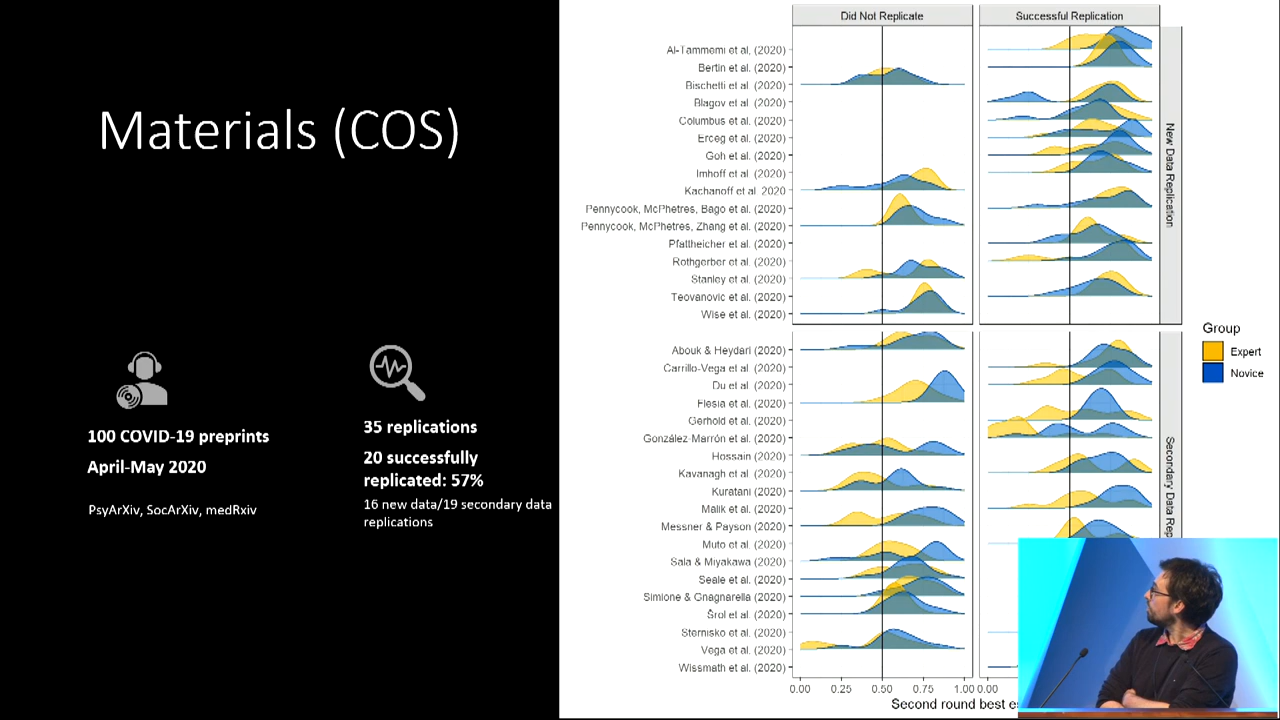 Materials (COS)
100 COVID-19 preprints
April-May 2020
PsyArXiv, SocArXiv, medRxiv
35 replications
20 successfully
replicated: 57%
16 new data/19 secondary data
replications
Did Not Replicate
Successful Replication
Al-Tammemi et al, (2020)
Bertin et al. (2020)
Bischetti et al. (2020)
Blagov et al. (2020)
Columbus et al. (2020)
Erceg et al. (2020)
Goh et al. (2020)
Imhoff et al. (2020)
Kachanoff et al. 2020
Pennycook, McPhetres, Bago et al. (2020)
Pennycook, McPhetres, Zhang et al. (2020)
Pfattheicher et al. (2020)
Rothgerber et al. (2020)
Stanley et al. (2020)
Teovanovic et al. (2020)
Wise et al. (2020)
New Data Replication
Abouk & Heydari (2020)
Carrillo-Vega et al. (2020)
Du et al. (2020)
Flesia et al. (2020)
Gerhold et al. (2020)
González-Marrón et al. (2020)
Hossain et al. (2020)
Kavanagh et al. (2020)
Kuratani et al. (2020)
Malik et al. (2020)
Messner & Payson (2020)
Muto et al. (2020)
Sala & Miyakawa (2020)
Seale et al. (2020)
Simione & Gnagnarella (2020)
Šrol et al. (2020)
Sternisko et al. (2020)
Vega et al. (2020)
Wissmath et al. (2020)
Secondary Data Rep
0.00 0.25 0.50 0.75 1.00 0.00
Second round best es
Group
Expert
Novice